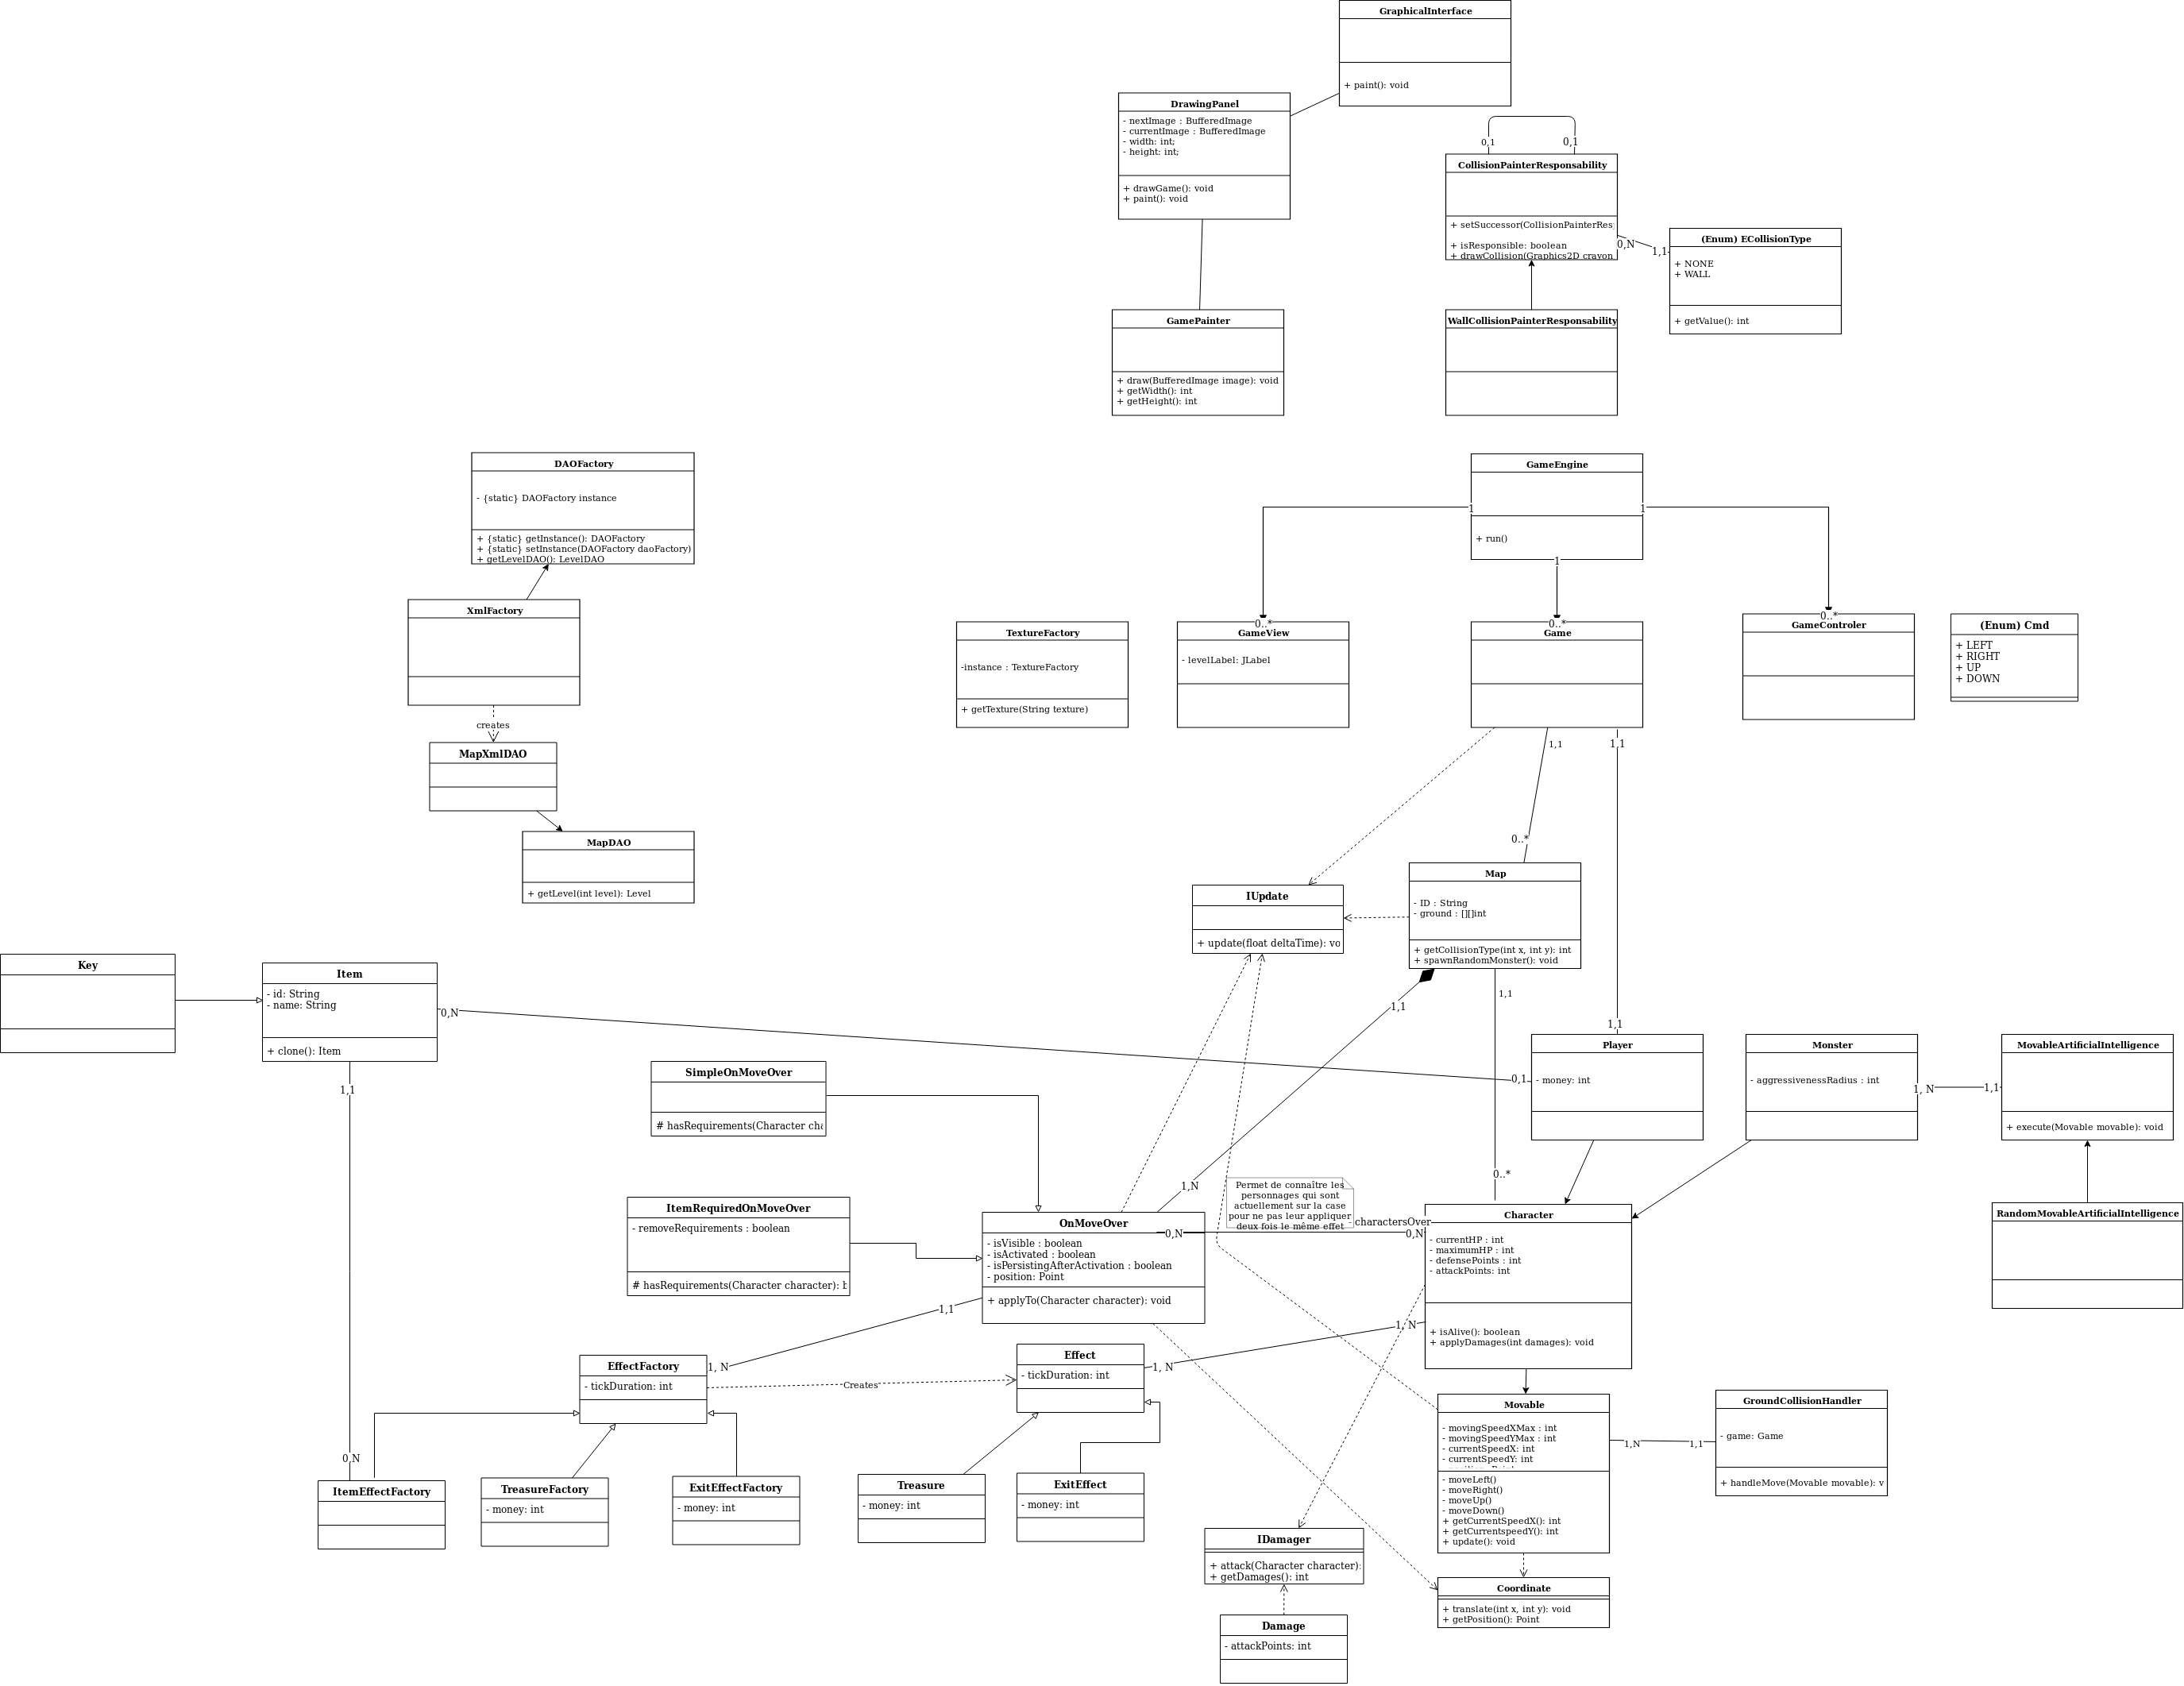 GraphicalInterface
+ paint(): void
DrawingPanel
- nextImage : BufferedImage
- currentImage : BufferedImage
- width: int;
- height: int;
+ drawGame(): void
+ paint(): void
0,1
0,1
CollisionPainterResponsability
+ setSuccessor(CollisionPainterRes
+ isResponsible: boolean
+ drawCollision(Graphics2D crayon
0,N
1,1
(Enum) ECollisionType
+ NONE
+ WALL
+ getValue(): int
GamePainter
+ draw(BufferedImage image): void
+ getWidth(): int
+ getHeight(): int
WallCollisionPainterResponsability
DAOFactory
- {static} DAOFactory instance
+ {static} getInstance(): DAOFactory
+ {static} setInstance(DAOFactory daoFactory)
+ getLevelDAO(): LevelDAO
GameEngine
+ run()
1
1
1
XmlFactory
creates
MapXmlDAO
MapDAO
+ getLevel(int level): Level
TextureFactory
-instance : TextureFactory
+ getTexture(String texture)
0..*
GameView
- levelLabel: JLabel
0..*
Game
0..*
GameControler
(Enum) Cmd
+ LEFT
+ RIGHT
+ UP
+ DOWN
1,1
1,1
0..*
IUpdate
+ update(float deltaTime): vo
Map
- ID : String
- ground : [][]int
+ getCollisionType(int x, int y): int
+ spawnRandomMonster(): void
1,1
1,1
1,1
Key
Item
- id: String
- name: String
+ clone(): Item
0,N
1,1
0,1
Player
- money: int
Monster
- aggressivenessRadius : int
1, N
1,1
MovableArtificialIntelligence
+ execute(Movable movable): void
SimpleOnMoveOver
# hasRequirements(Character cha
ItemRequiredOnMoveOver
- removeRequirements : boolean
# hasRequirements(Character character): b
1,N
0..*
Permet de connaître les
personnages qui sont
actuellement sur la case
pour ne pas leur appliquer
deux fois le même effet
OnMoveOver
- isVisible : boolean
- isActivated : boolean
- isPersistingAfterActivation : boolean
- position: Point
+ applyTo(Character character): void
0,N
- charactersOver
0,N
Character
- currentHP : int
- maximumHP : int
- defensePoints : int
- attackPoints: int
+ isAlive(): boolean
+ applyDamages(int damages): void
RandomMovableArtificialIntelligence
1,1
1, N
EffectFactory
- tickDuration: int
Creates
Effect
- tickDuration: int
1, N
1, N
Movable
- movingSpeedXMax : int
- movingSpeedYMax : int
- currentSpeedX: int
- currentSpeedY: int
- position: Point
- moveLeft()
- moveRight()
- moveUp()
- moveDown()
+ getCurrentSpeedX(): int
+ getCurrentspeedY(): int
+ update(): void
1,N
1,1
GroundCollisionHandler
- game: Game
+ handleMove(Movable movable): v
0,N
ItemEffectFactory
TreasureFactory
- money: int
ExitEffectFactory
- money: int
Treasure
- money: int
ExitEffect
- money: int
IDamager
+ attack(Character character):
+ getDamages(): int
Coordinate
+ translate(int x, int y): void
+ getPosition(): Point
Damage
- attackPoints: int